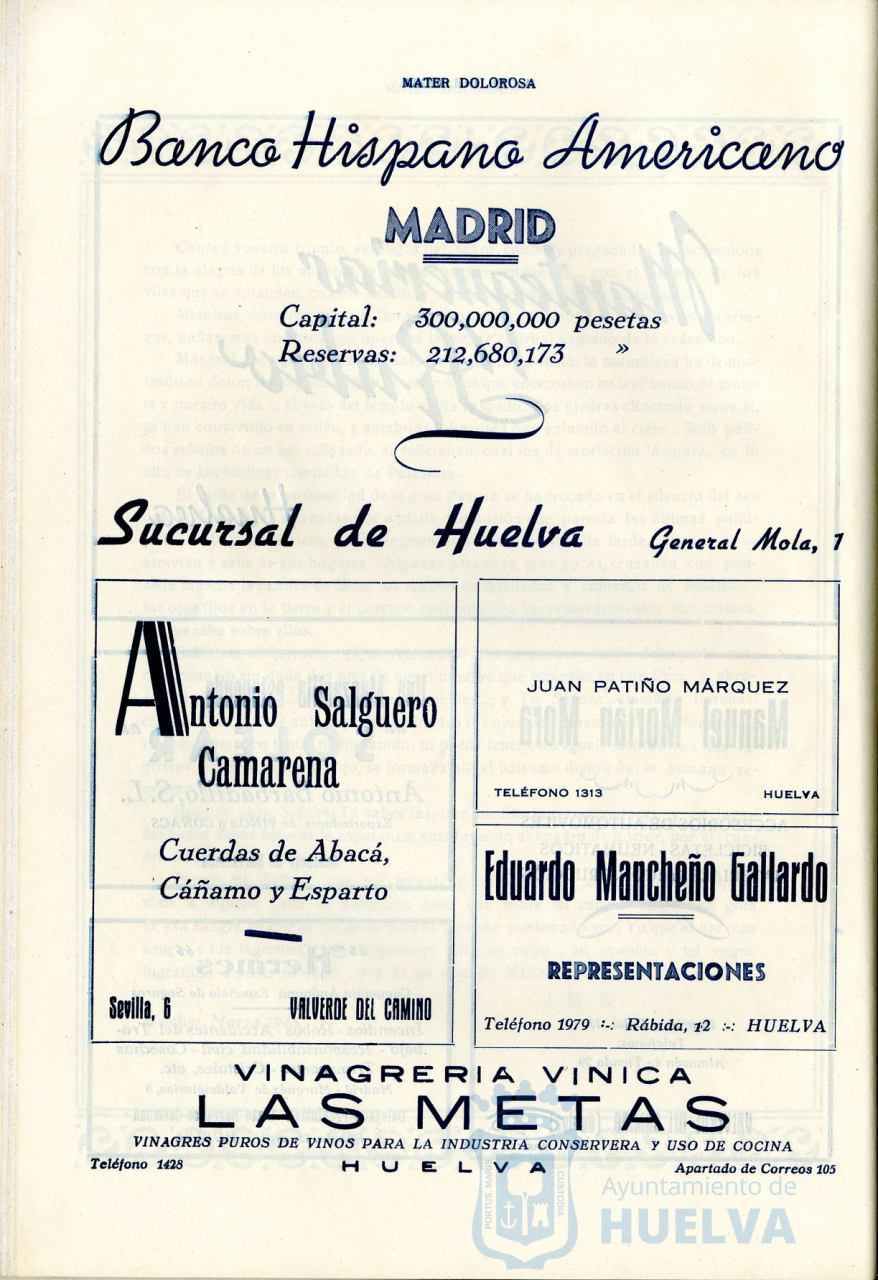 MATER DOLOROSA
Banco Hispano Americano
MADRID
Capital: 300,000,000 pesetas
Reservas: 212,680,173 »
Sucursal de Huelva General Mola, 1
Antonio Salguero
Camarena
Cuerdas de Abacá,
Cáñamo y Esparto
Sevilla, 6 VALVERDE DEL CAMINO
JUAN PATIÑO MÁRQUEZ
TELÉFONO 1313 HUELVA
Eduardo Mancheño Gallardo
REPRESENTACIONES
Teléfono 1979 :-: Rábida, 12 :-: HUELVA
VINAGRERIA VINICA
LAS METAS
VINAGRES PUROS DE VINOS PARA LA INDUSTRIA CONSERVERA Y USO DE COCINA
Teléfono 1428 HUELVA Apartado de Correos 105
PORTUS MARIS
CUSTODIA
Ayuntamiento de
HUELVA